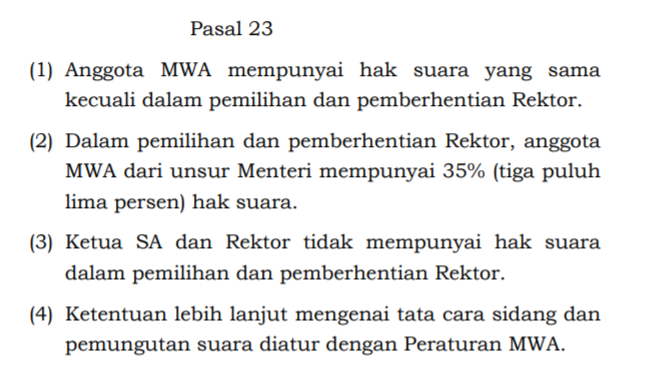 Pasal 23
(1) Anggota MWA mempunyai hak suara yang sama
kecuali dalam pemilihan dan pemberhentian Rektor.
(2) Dalam pemilihan dan pemberhentian Rektor, anggota
MWA dari unsur Menteri mempunyai 35% (tiga puluh
lima persen) hak suara.
(3) Ketua SA dan Rektor tidak mempunyai hak suara
dalam pemilihan dan pemberhentian Rektor.
(4) Ketentuan lebih lanjut mengenai tata cara sidang dan
pemungutan suara diatur dengan Peraturan MWA.